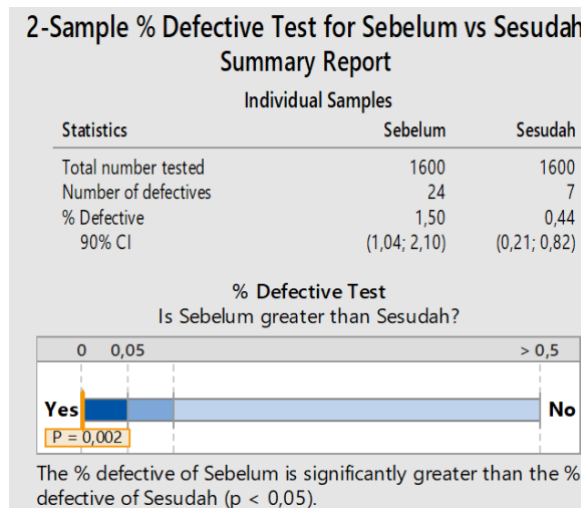 2-Sample % Defective Test for Sebelum vs Sesudah
Summary Report
Individual Samples
Statistics Sebelum Sesudah
Total number tested 1600 1600
Number of defectives 24 7
% Defective 1,50 0,44
90% CI (1,04; 2,10) (0,21; 0,82)
% Defective Test
Is Sebelum greater than Sesudah?
0 0,05 > 0,5
Yes No
P = 0,002
The % defective of Sebelum is significantly greater than the %
defective of Sesudah (p < 0,05).